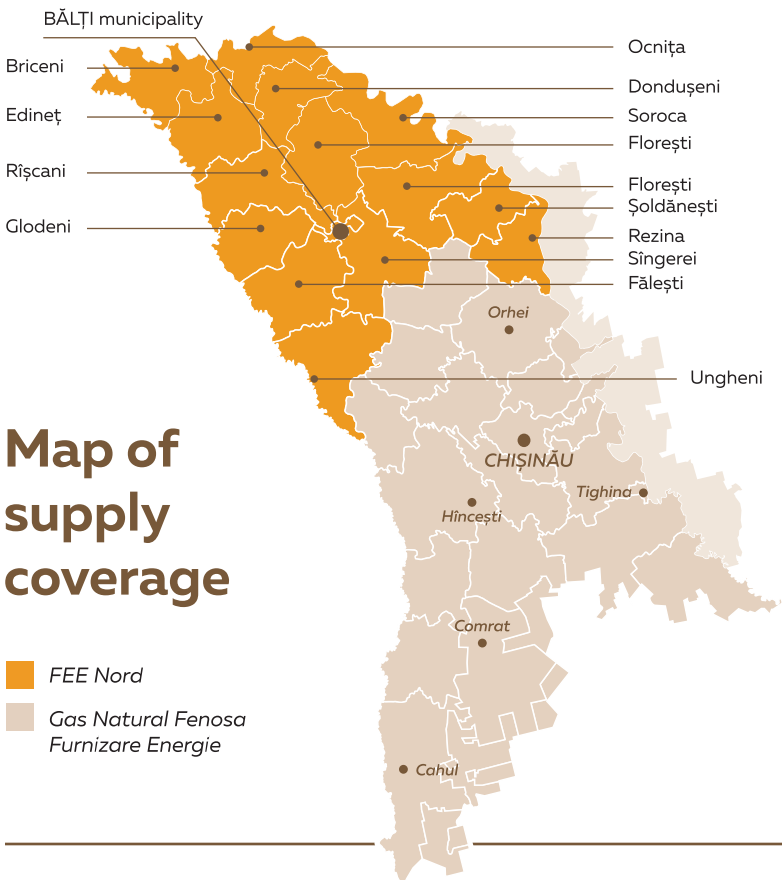 BĂLȚI municipality
Ocnița
Briceni
Dondușeni
Edineț
Soroca
Florești
Rîșcani
Florești
Șoldănești
Glodeni
Rezina
Sîngerei
Fălești
Orhei
Ungheni
Map of
supply
coverage
CHIȘINĂU
Tighina
Hîncești
Comrat
FEE Nord
Gas Natural Fenosa
Furnizare Energie
Cahul